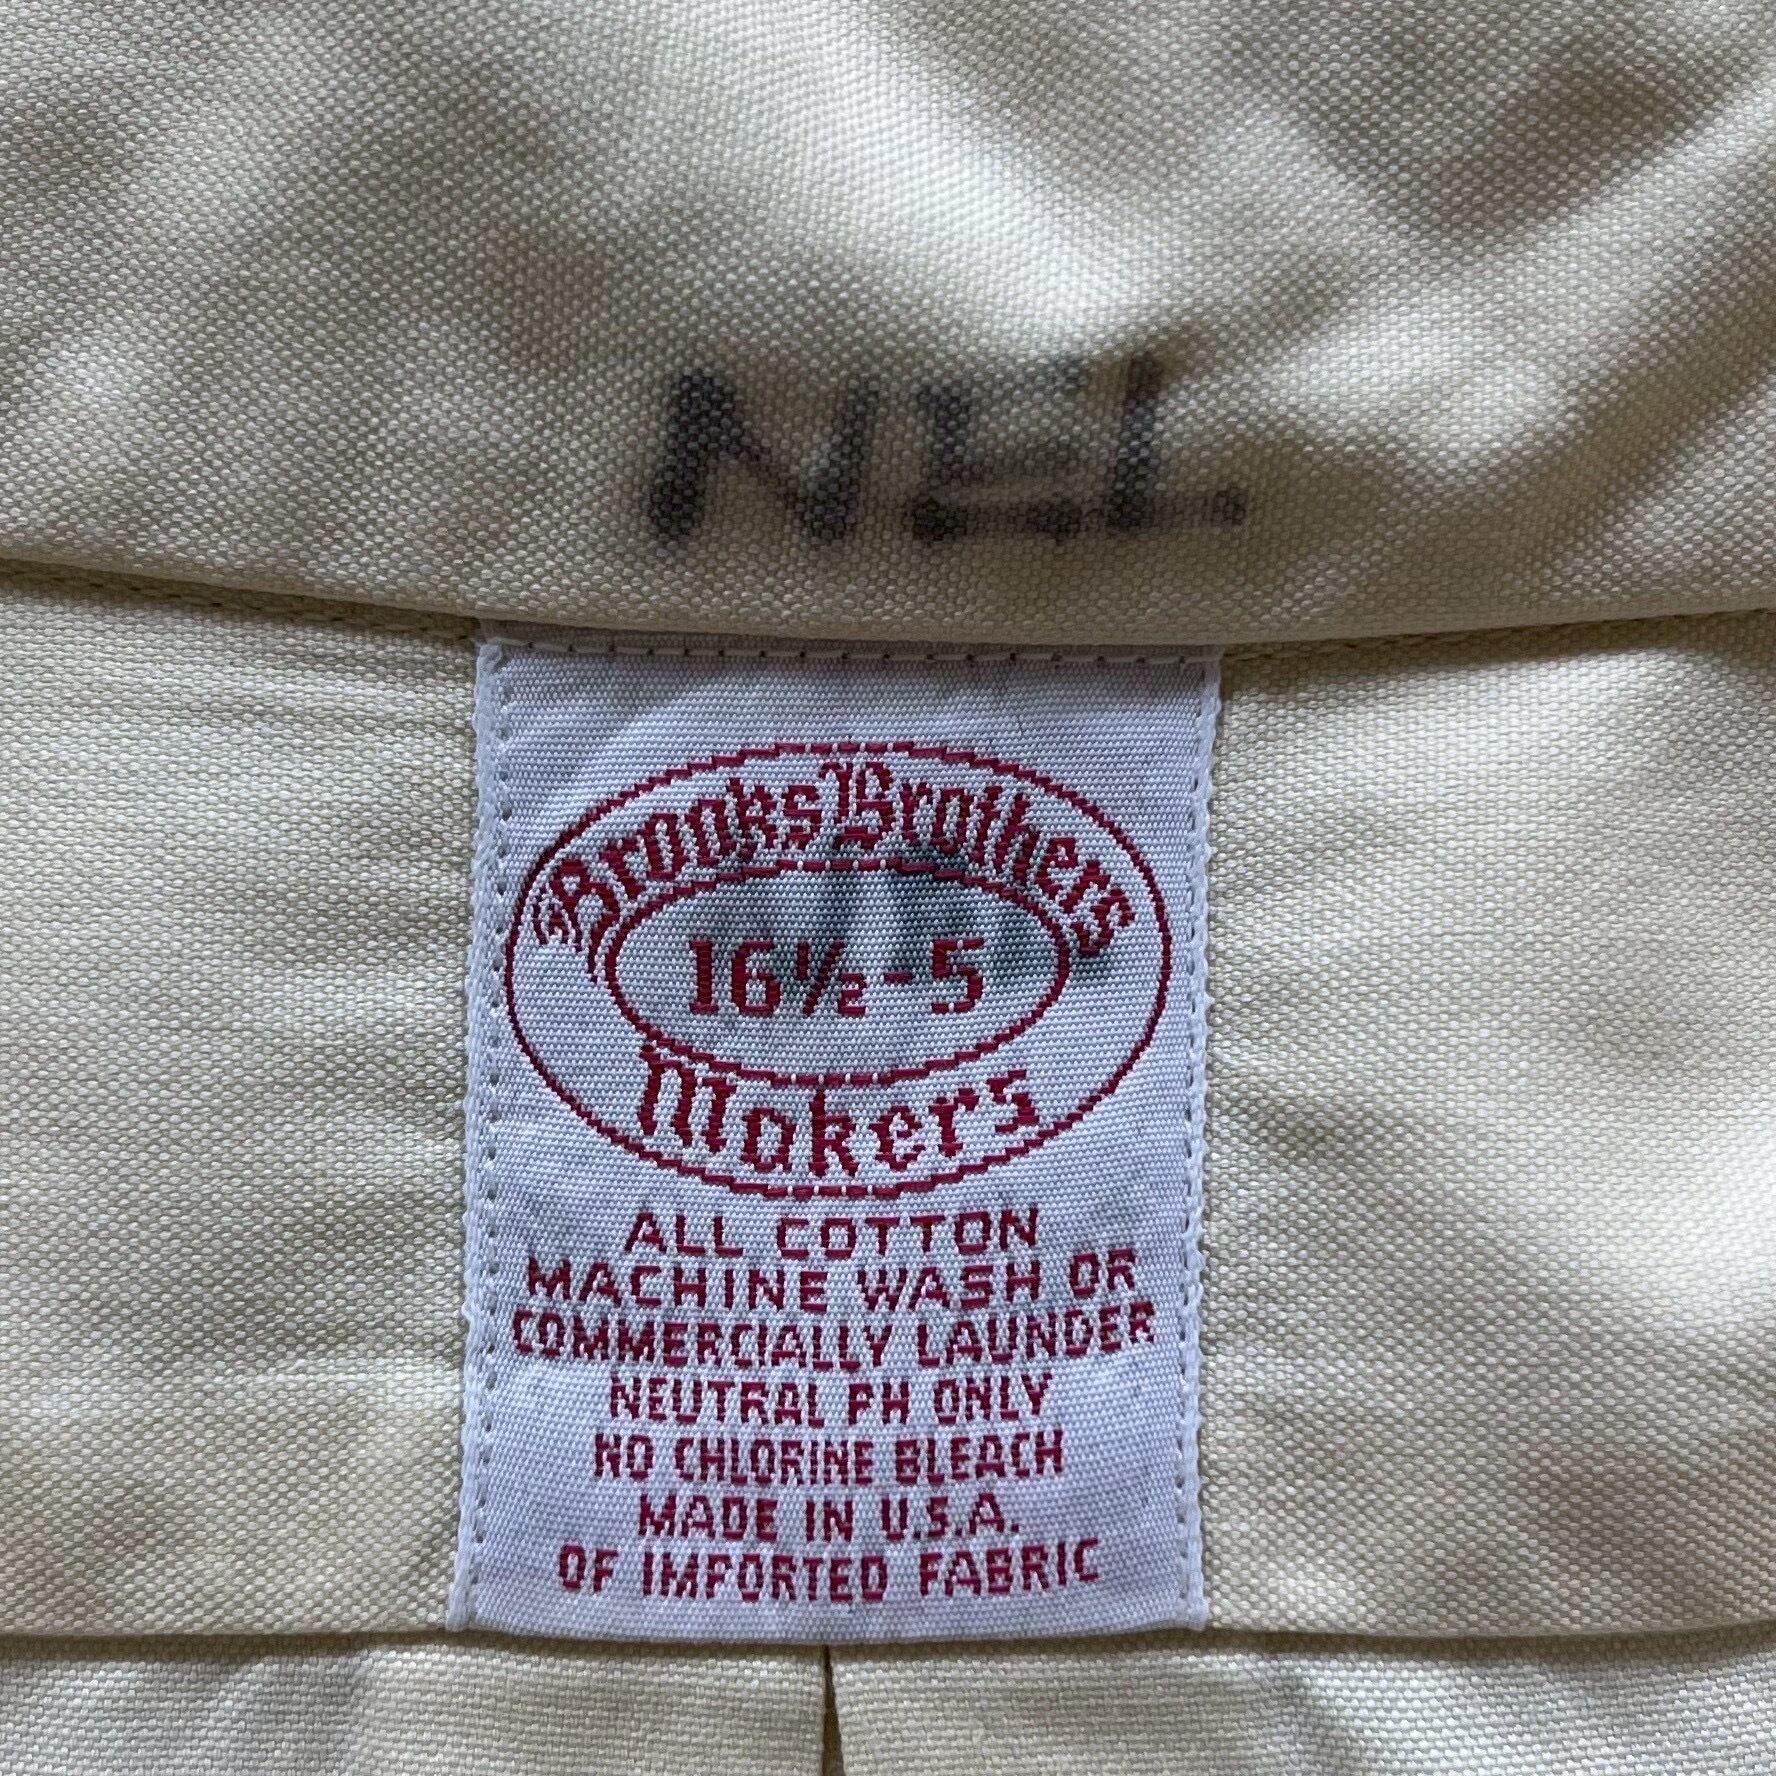 NEL
Brooks Brothers
16½-5
Makers
ALL COTTON
MACHINE WASH OR
COMMERCIALLY LAUNDER
NEUTRAL PH ONLY
NO CHLORINE BLEACH
MADE IN U.S.A.
OF IMPORTED FABRIC